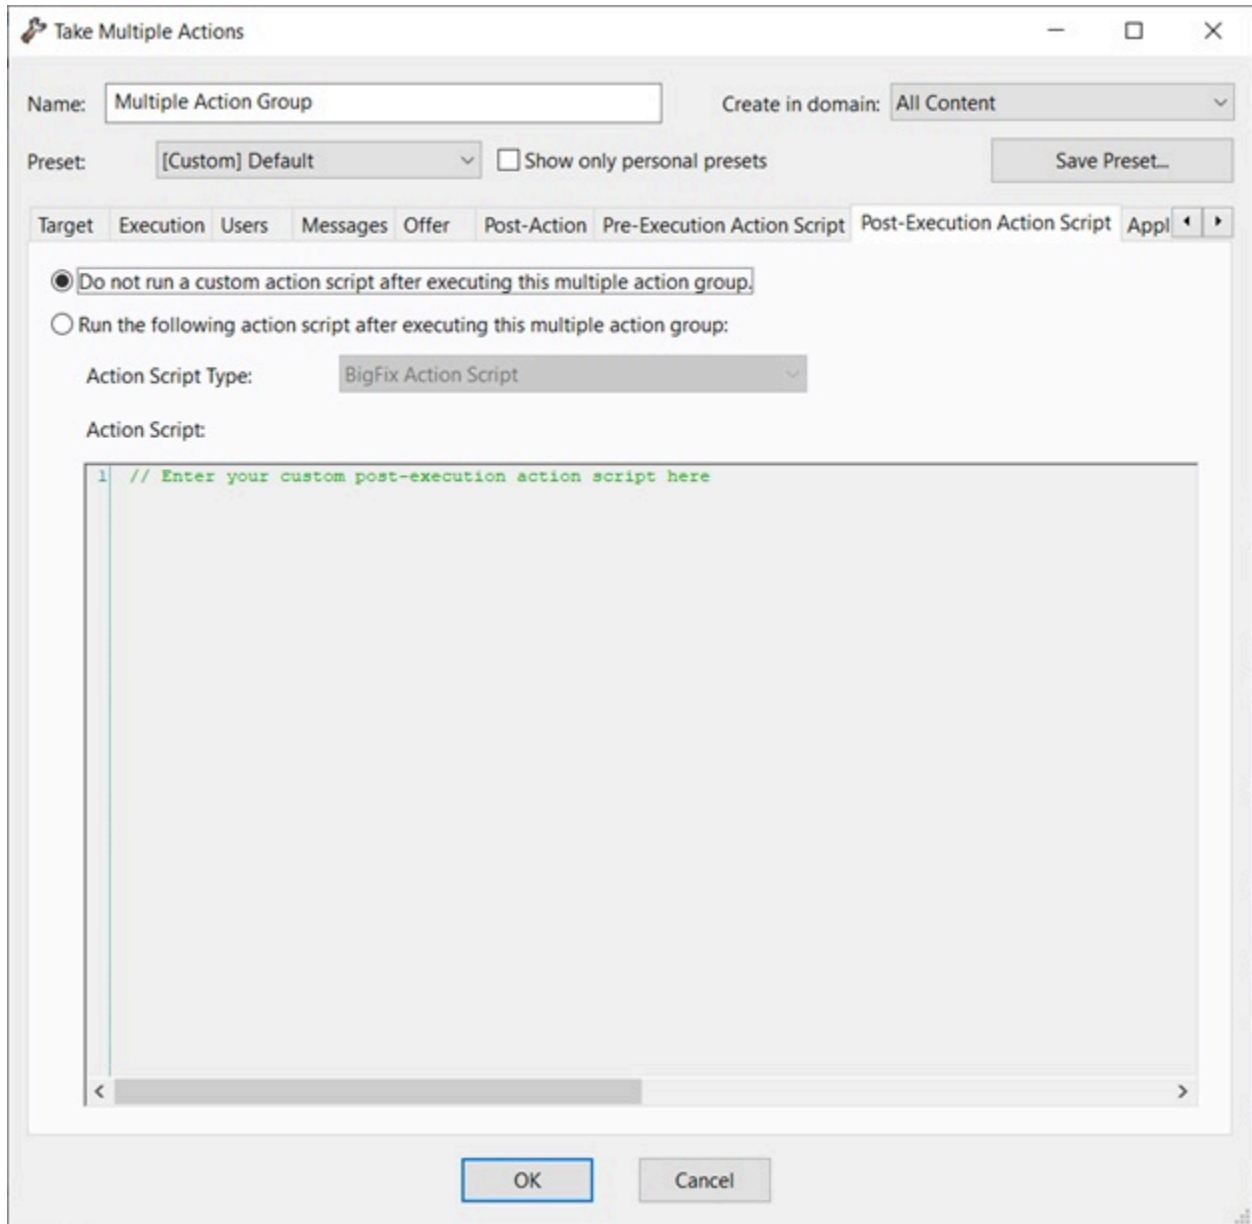 Take Multiple Actions
Name: Multiple Action Group Create in domain: All Content
Preset: [Custom] Default Show only personal presets Save Preset...
Target Execution Users Messages Offer Post-Action Pre-Execution Action Script Post-Execution Action Script Appl
Do not run a custom action script after executing this multiple action group.
Run the following action script after executing this multiple action group:
Action Script Type: BigFix Action Script
Action Script:
1 // Enter your custom post-execution action script here
OK Cancel